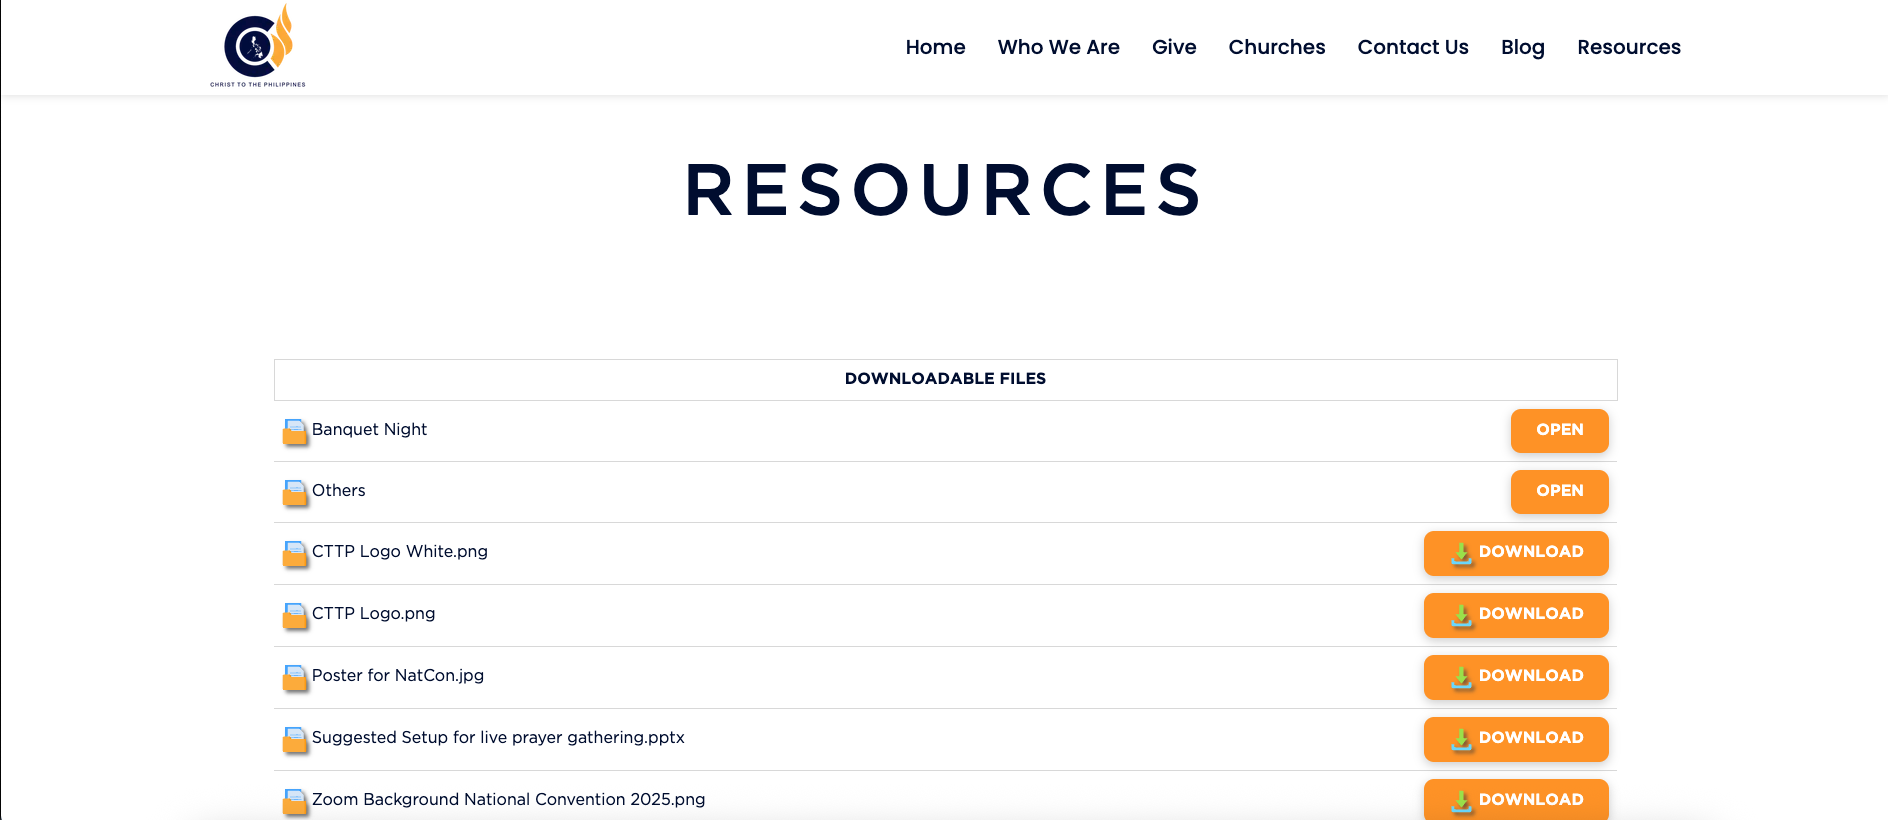 CHRIST TO THE PHILIPPINES
Home Who We Are Give Churches Contact Us Blog Resources
RESOURCES
DOWNLOADABLE FILES
Banquet Night OPEN
Others OPEN
CTTP Logo White.png DOWNLOAD
CTTP Logo.png DOWNLOAD
Poster for NatCon.jpg DOWNLOAD
Suggested Setup for live prayer gathering.pptx DOWNLOAD
Zoom Background National Convention 2025.png DOWNLOAD